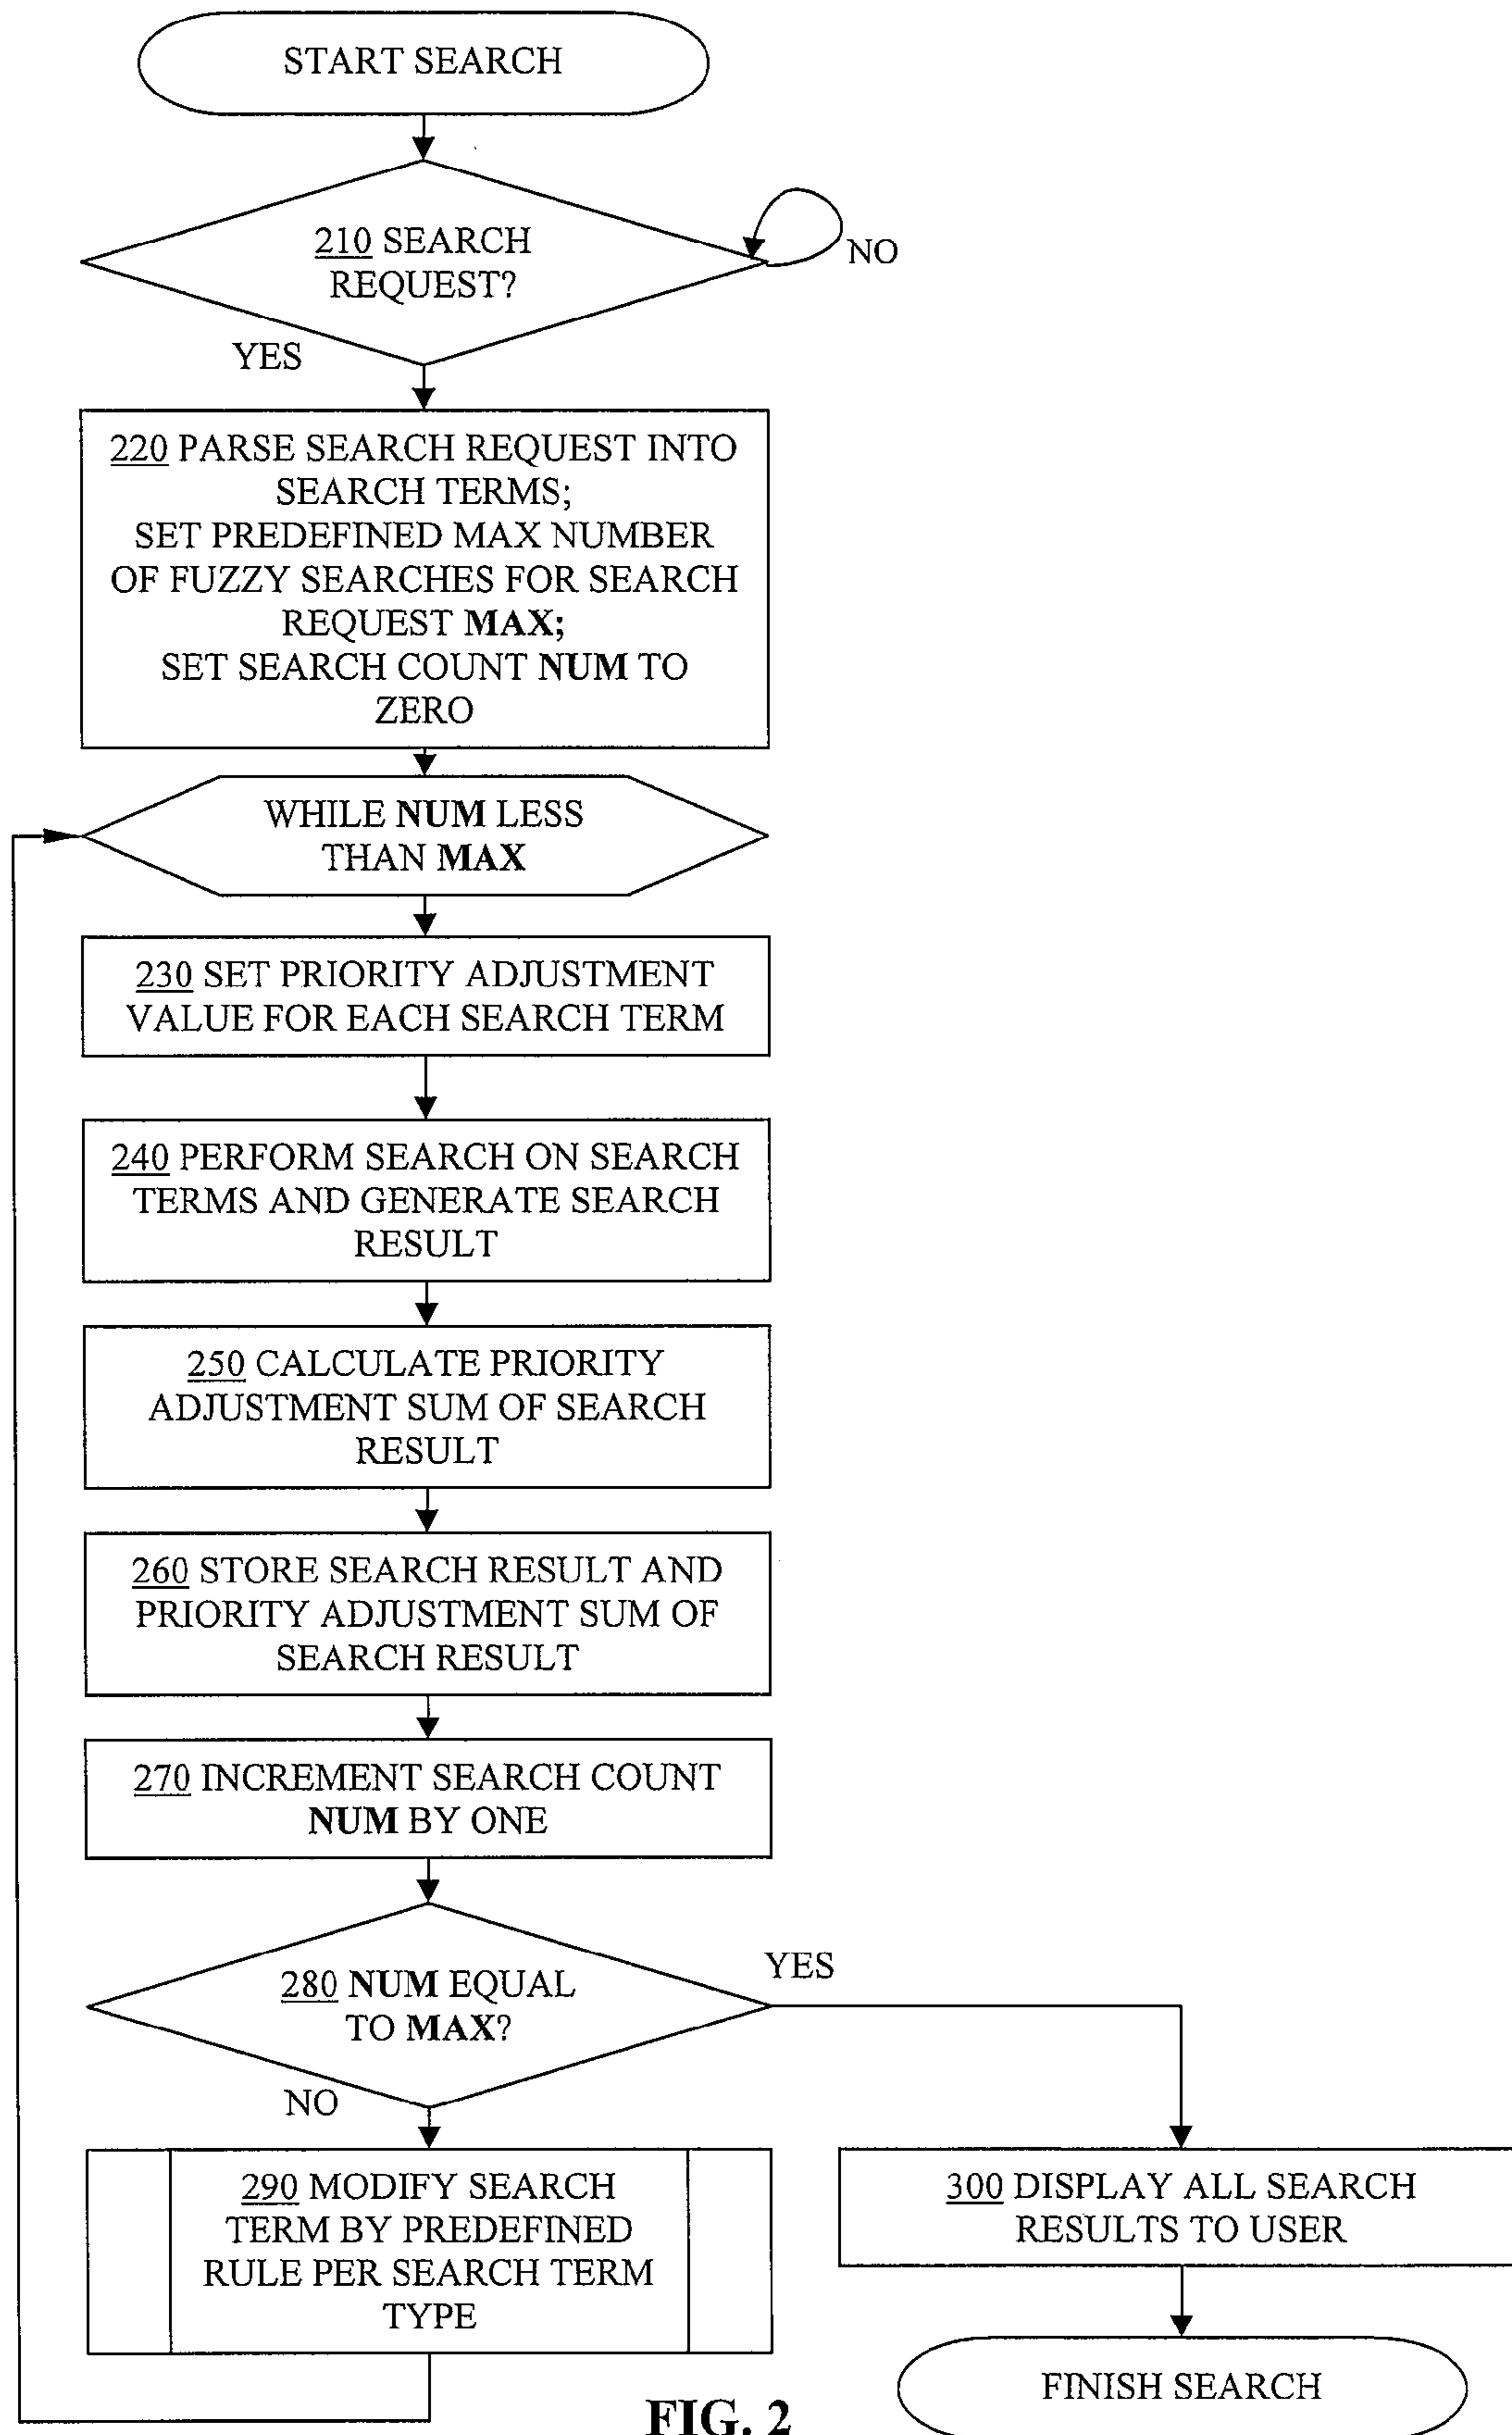 START SEARCH
210 SEARCH
REQUEST?
NO
YES
220 PARSE SEARCH REQUEST INTO
SEARCH TERMS;
SET PREDEFINED MAX NUMBER
OF FUZZY SEARCHES FOR SEARCH
REQUEST MAX;
SET SEARCH COUNT NUM TO
ZERO
WHILE NUM LESS
THAN MAX
230 SET PRIORITY ADJUSTMENT
VALUE FOR EACH SEARCH TERM
240 PERFORM SEARCH ON SEARCH
TERMS AND GENERATE SEARCH
RESULT
250 CALCULATE PRIORITY
ADJUSTMENT SUM OF SEARCH
RESULT
260 STORE SEARCH RESULT AND
PRIORITY ADJUSTMENT SUM OF
SEARCH RESULT
270 INCREMENT SEARCH COUNT
NUM BY ONE
280 NUM EQUAL
TO MAX?
YES
NO
290 MODIFY SEARCH
TERM BY PREDEFINED
RULE PER SEARCH TERM
TYPE
300 DISPLAY ALL SEARCH
RESULTS TO USER
FINISH SEARCH
FIG. 2